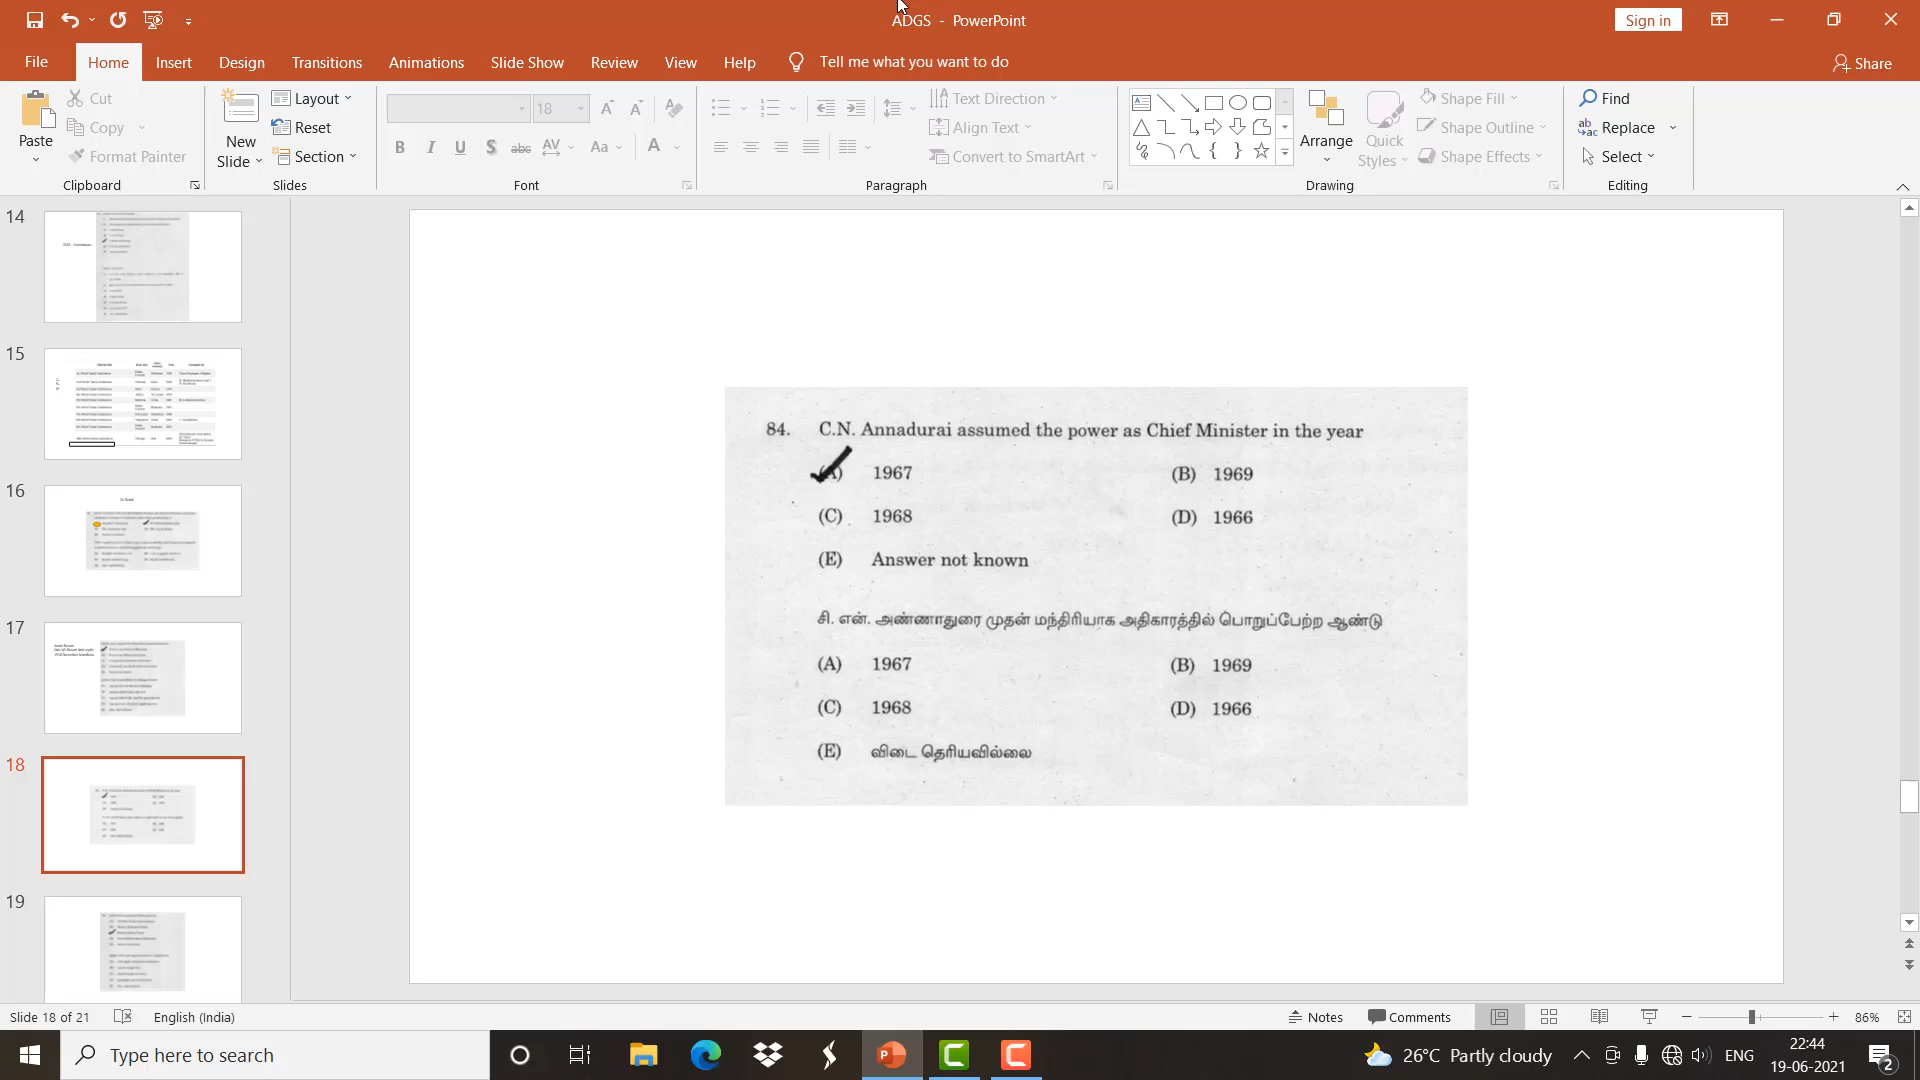 ADGS - PowerPoint
Sign in
File Home Insert Design Transitions Animations Slide Show Review View Help Tell me what you want to do
Share
Paste
Cut
Copy
Format Painter
Clipboard
New Slide
Layout
Reset
Section
Slides
18
Font
Text Direction
Align Text
Convert to SmartArt
Paragraph
Arrange
Quick Styles
Shape Fill
Shape Outline
Shape Effects
Drawing
Find
Replace
Select
Editing
14
15
16
17
18
19
84. C.N. Annadurai assumed the power as Chief Minister in the year
(A) 1967 (B) 1969
(C) 1968 (D) 1966
(E) Answer not known
சி. என். அண்ணாதுரை முதன் மந்திரியாக அதிகாரத்தில் பொறுப்பேற்ற ஆண்டு
(A) 1967 (B) 1969
(C) 1968 (D) 1966
(E) விடை தெரியவில்லை
Slide 18 of 21 English (India)
Notes Comments 86%
Type here to search
26°C Partly cloudy ENG
22:44
19-06-2021
2